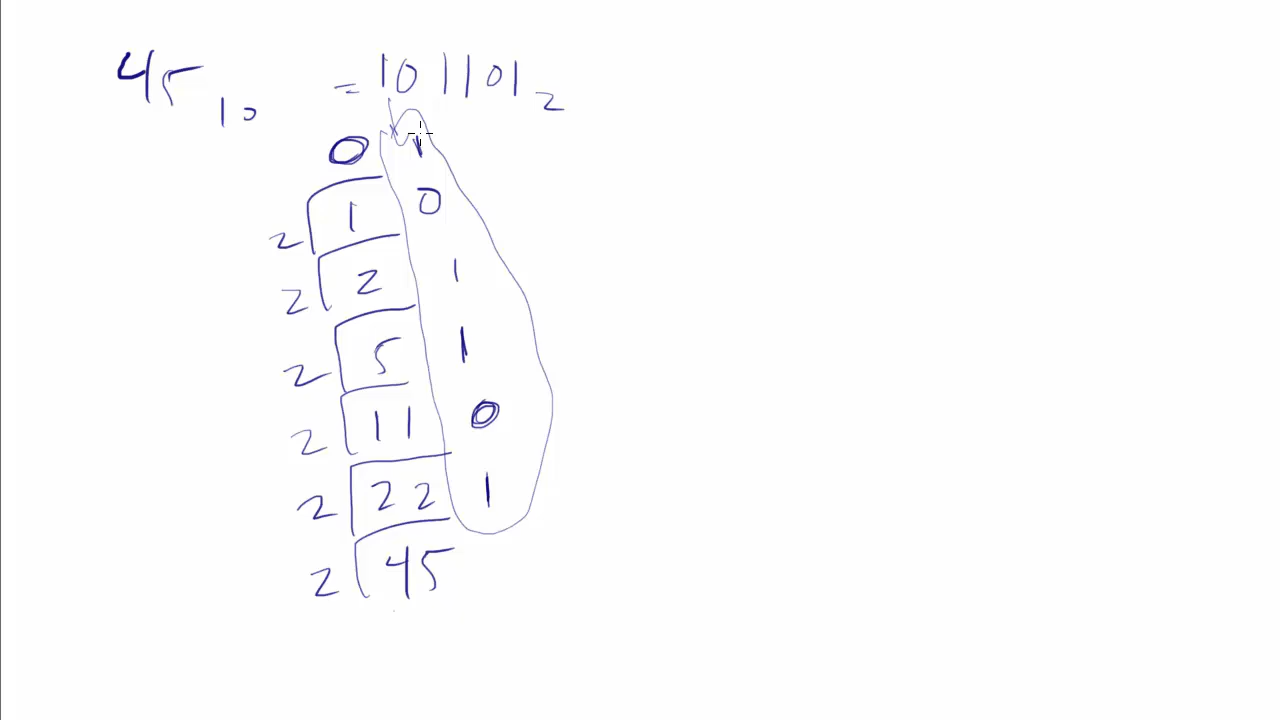 45₁₀ = 101101₂
0 1
2 1 0
2 2 1
2 5 1
2 11 0
2 22 1
2 45